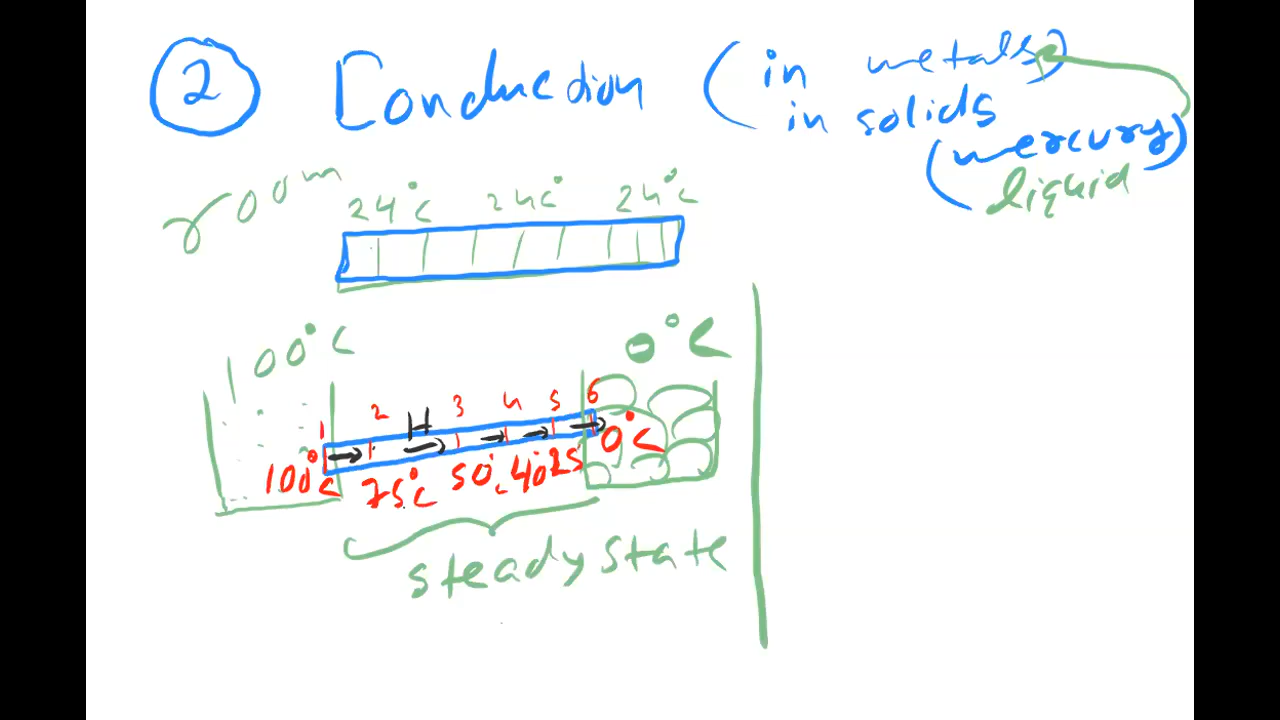 2 Conduction (in metals)
in solids
(mercury)
liquid
room 24°C 24c° 24°C
100°C 0°C
1 2 H 3 4 5 6
100°C 75°C 50°C 40 25 0°C
steady state